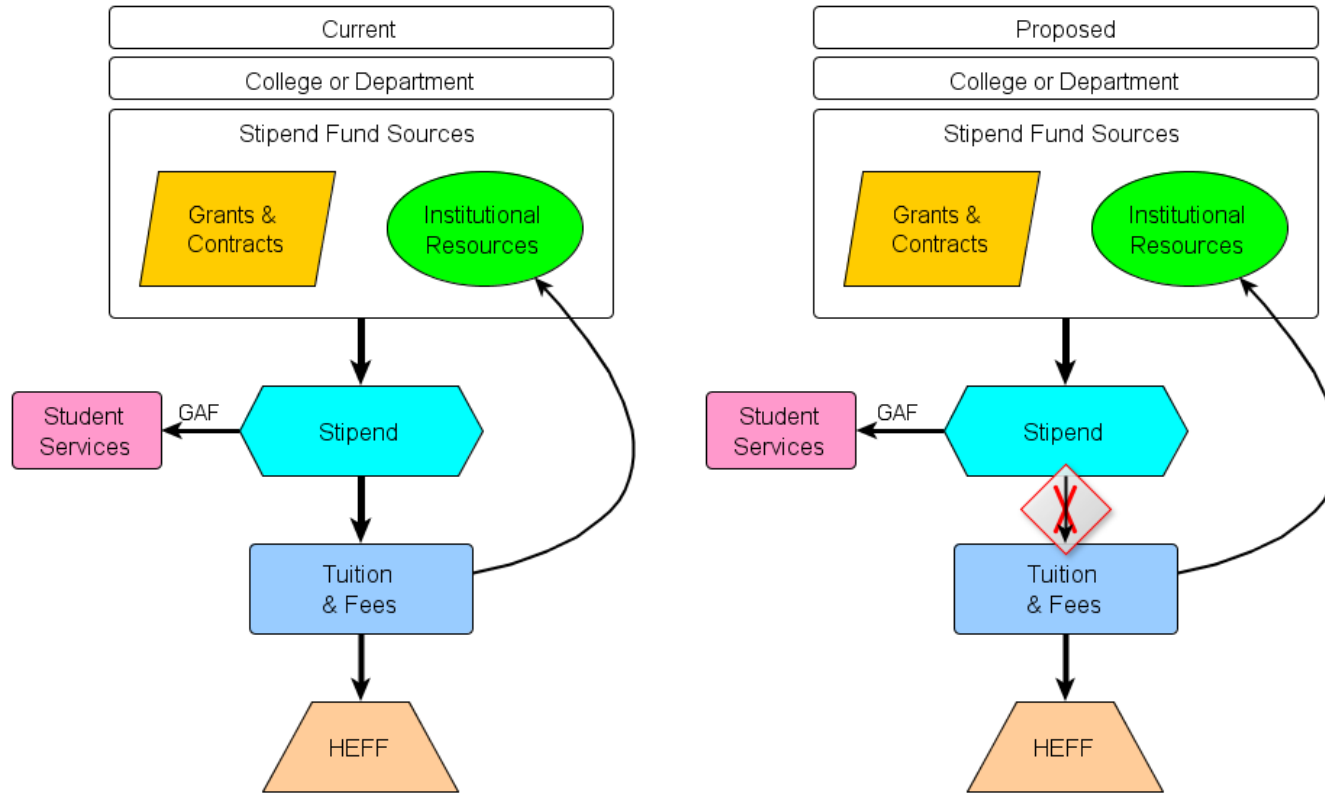 Current
College or Department
Stipend Fund Sources
Grants &
Contracts
Institutional
Resources
Student
Services
GAF
Stipend
Tuition
& Fees
HEFF
Proposed
College or Department
Stipend Fund Sources
Grants &
Contracts
Institutional
Resources
Student
Services
GAF
Stipend
X
Tuition
& Fees
HEFF